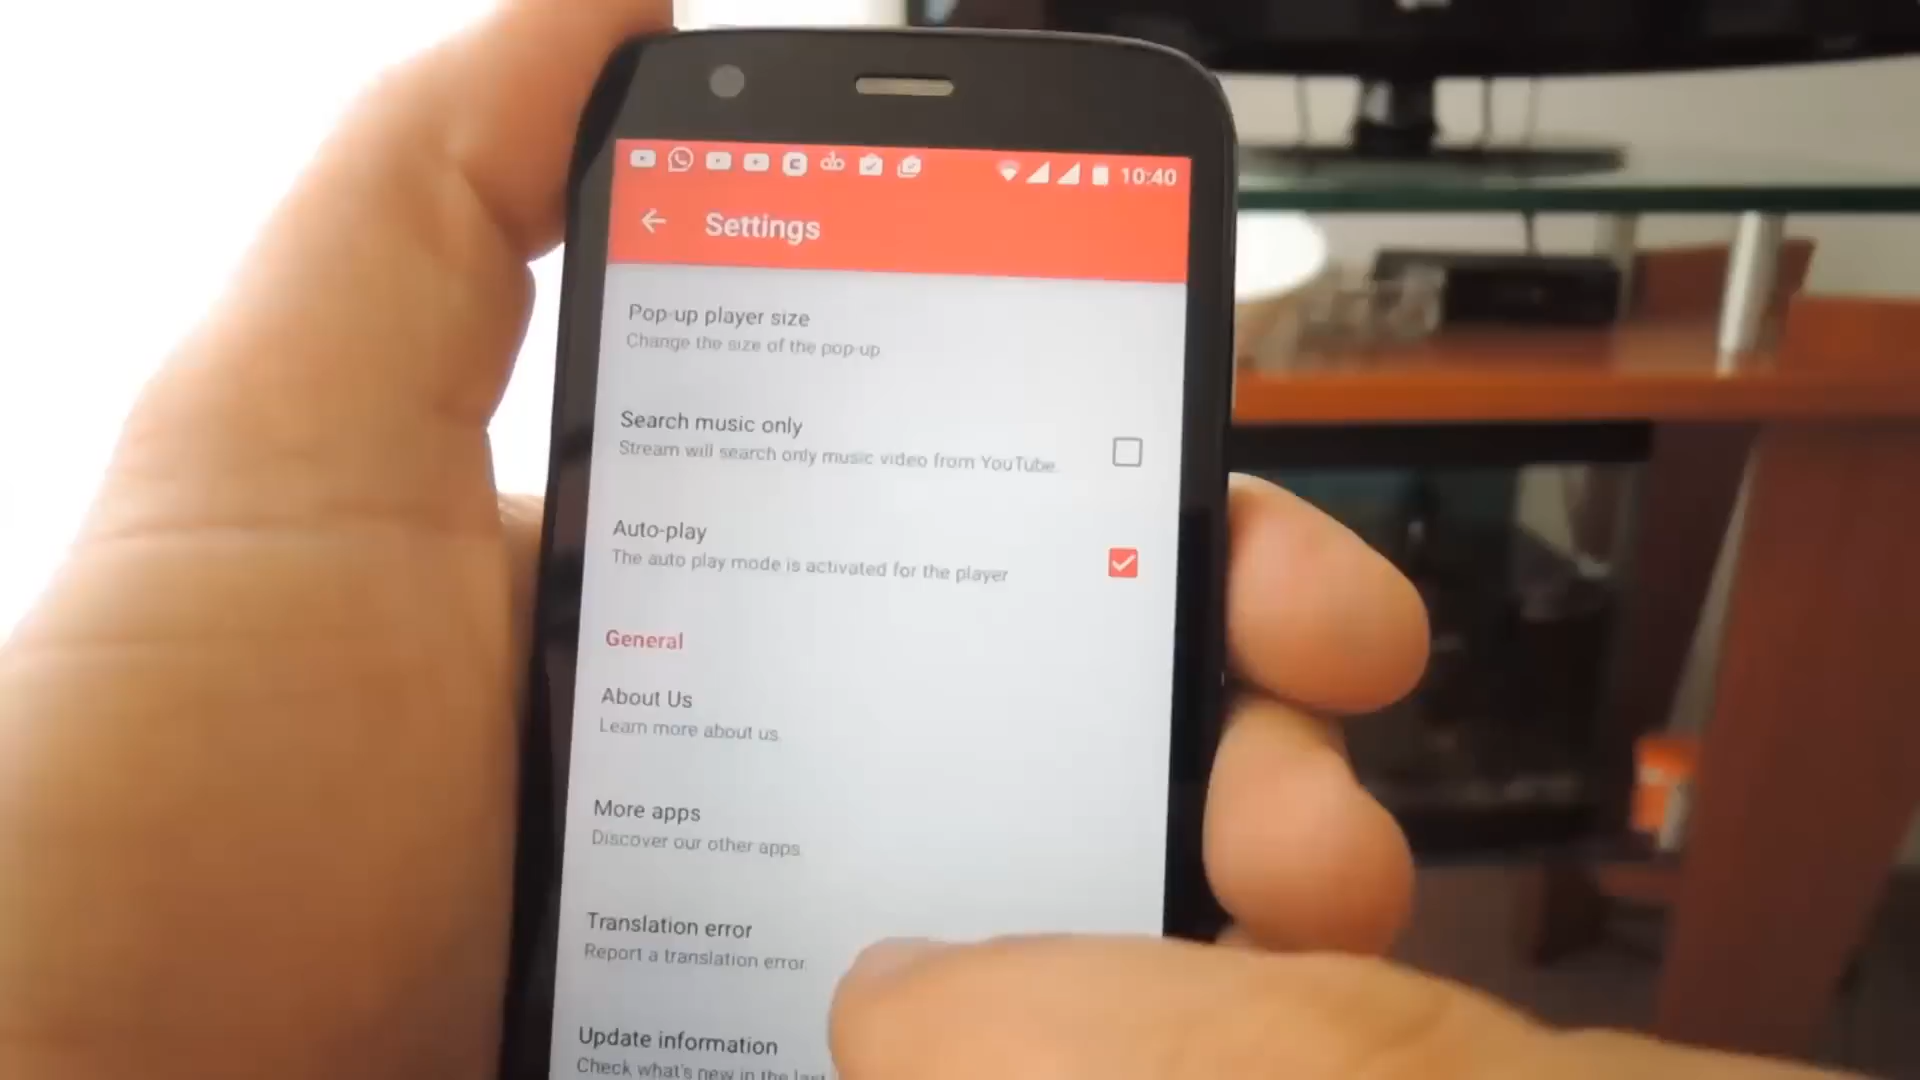 10:40
Settings
Pop-up player size
Change the size of the pop-up
Search music only
Stream will search only music video from YouTube.
Auto-play
The auto play mode is activated for the player
General
About Us
Learn more about us.
More apps
Discover our other apps.
Translation error
Report a translation error
Update information
Check what's new in the last